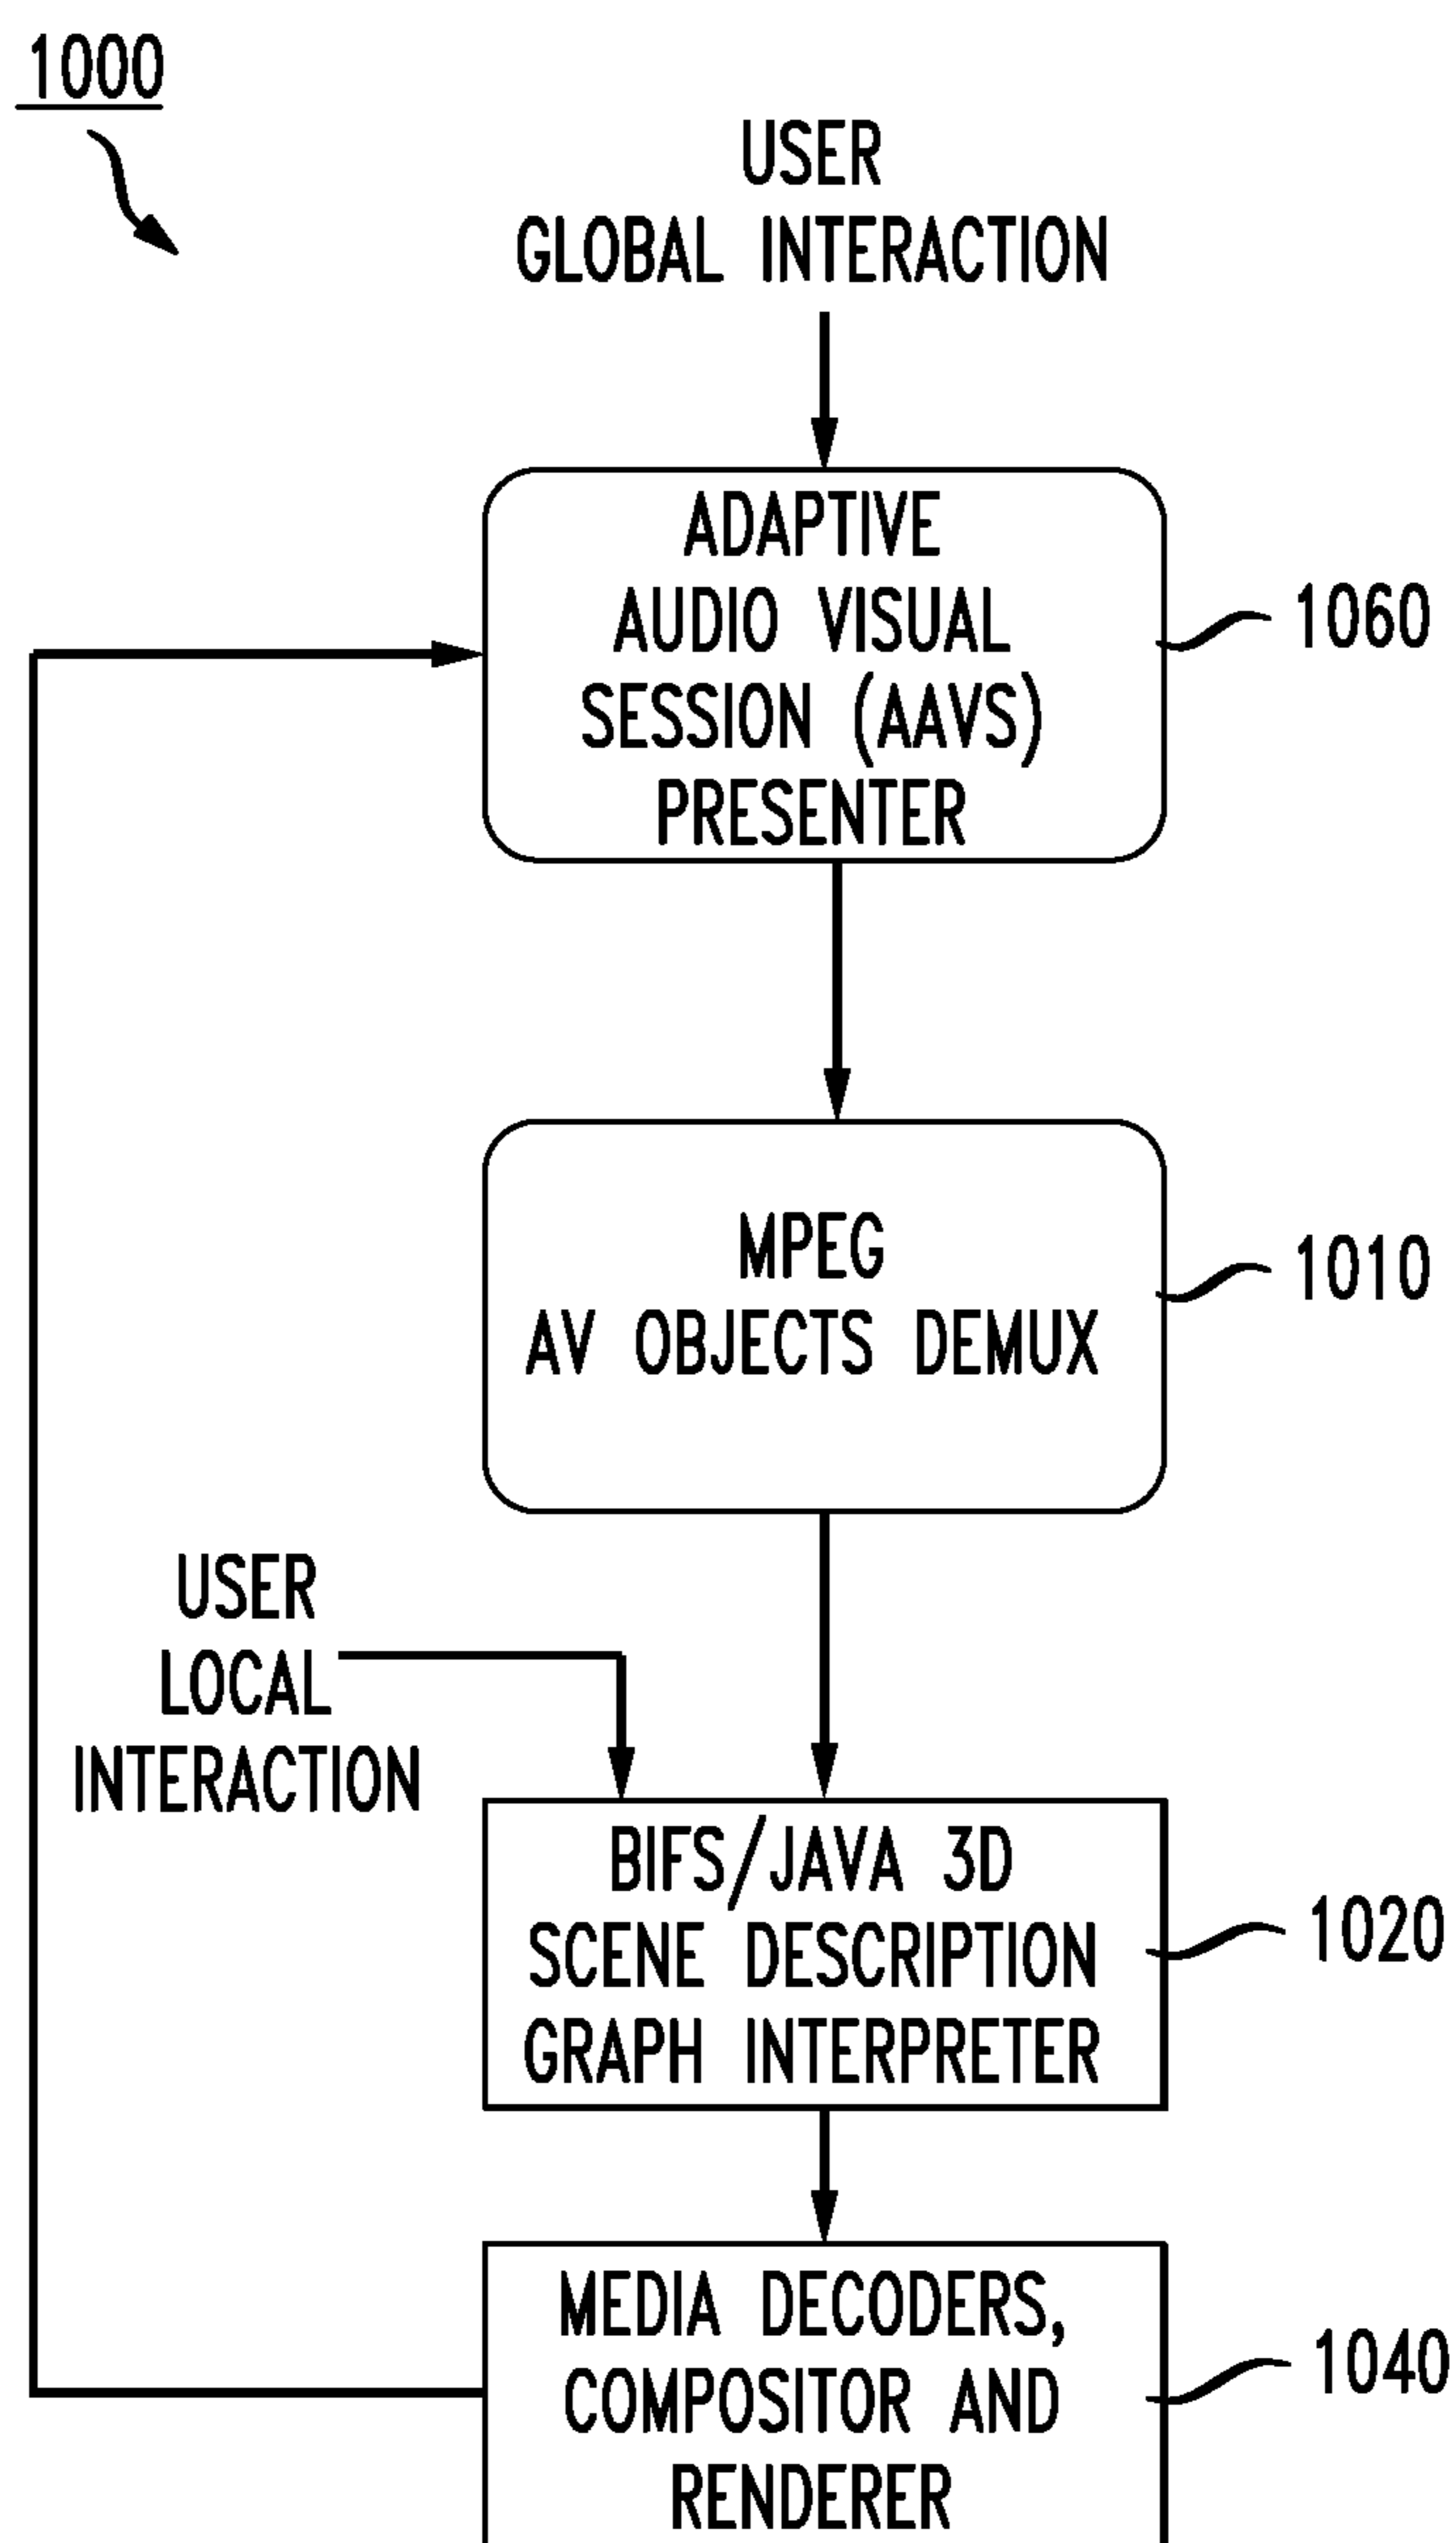 1000
USER
GLOBAL INTERACTION
ADAPTIVE
AUDIO VISUAL
SESSION (AAVS)
PRESENTER
1060
MPEG
AV OBJECTS DEMUX
1010
USER
LOCAL
INTERACTION
BIFS/JAVA 3D
SCENE DESCRIPTION
GRAPH INTERPRETER
1020
MEDIA DECODERS,
COMPOSITOR AND
RENDERER
1040